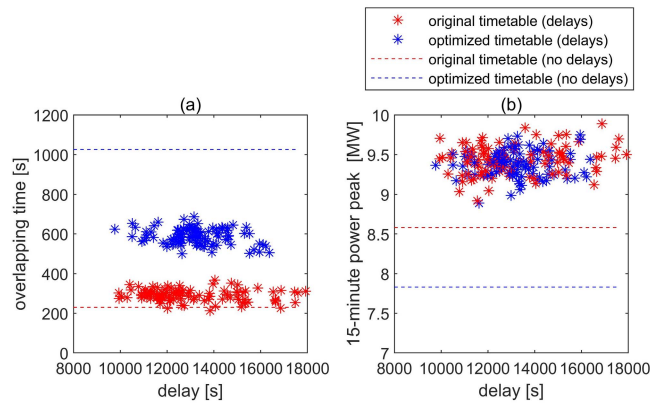 original timetable (delays)
optimized timetable (delays)
original timetable (no delays)
optimized timetable (no delays)
(a)
1200
1000
800
600
400
200
0
overlapping time [s]
8000 10000 12000 14000 16000 18000
delay [s]
(b)
10
9.5
9
8.5
8
7.5
7
15-minute power peak [MW]
8000 10000 12000 14000 16000 18000
delay [s]